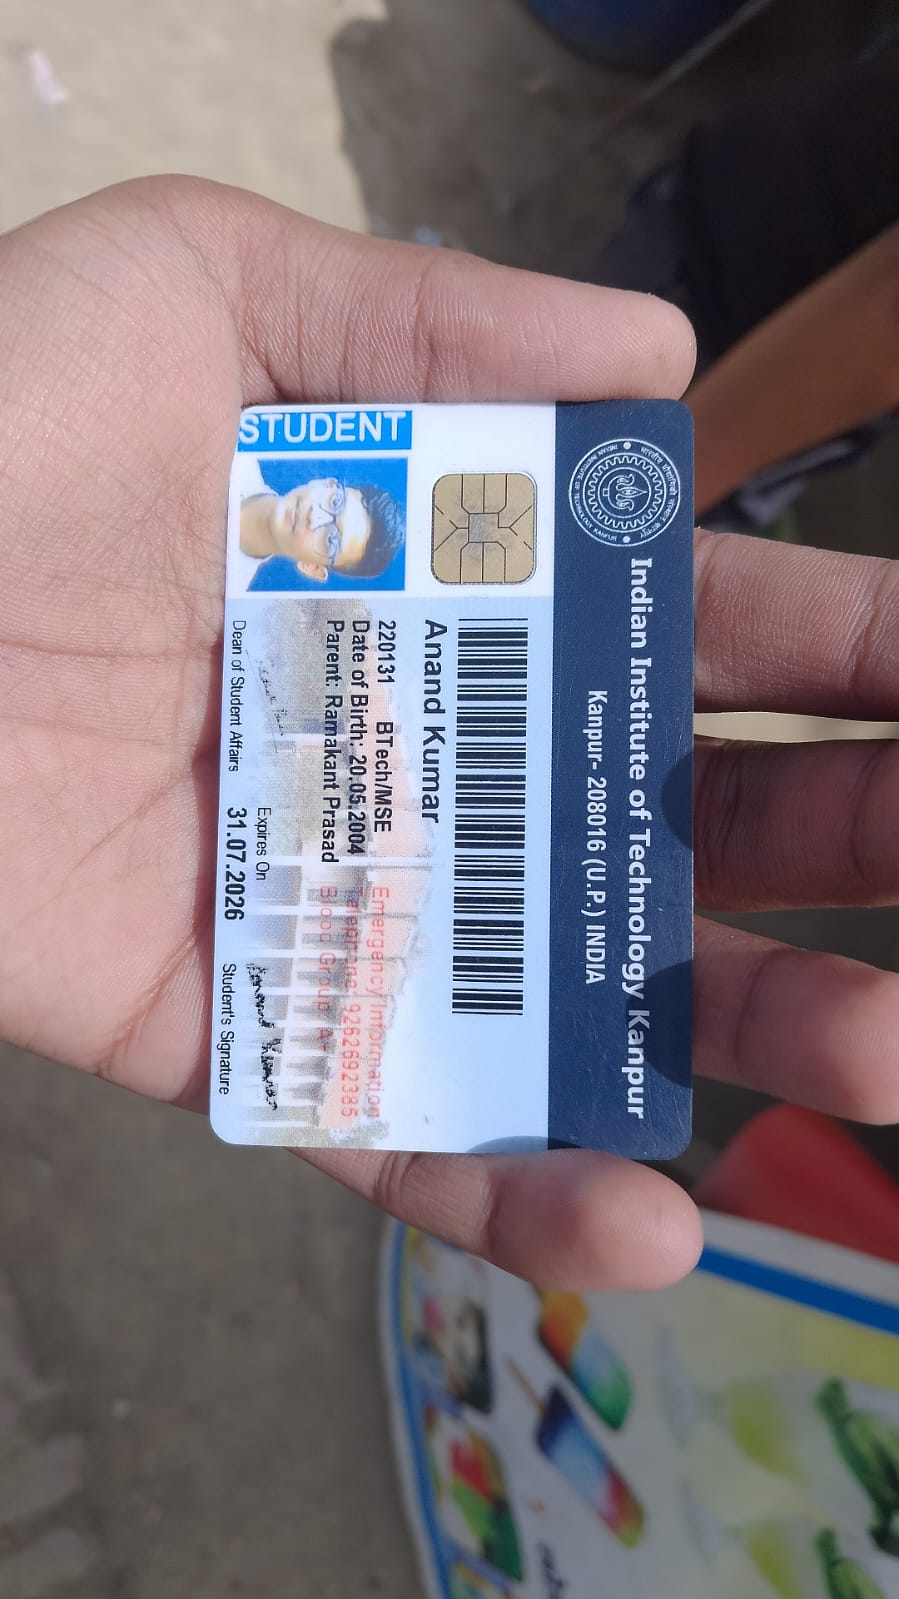 Indian Institute of Technology Kanpur
Kanpur- 208016 (U.P.) INDIA
STUDENT
Anand Kumar
220131 BTech/MSE
Date of Birth: 20.05.2004
Parent: Ramakant Prasad
Emergency Information
Telephone: 9262692385
Blood Group: A+
Expires On
31.07.2026
Dean of Student Affairs
Anand Kumar
Student's Signature